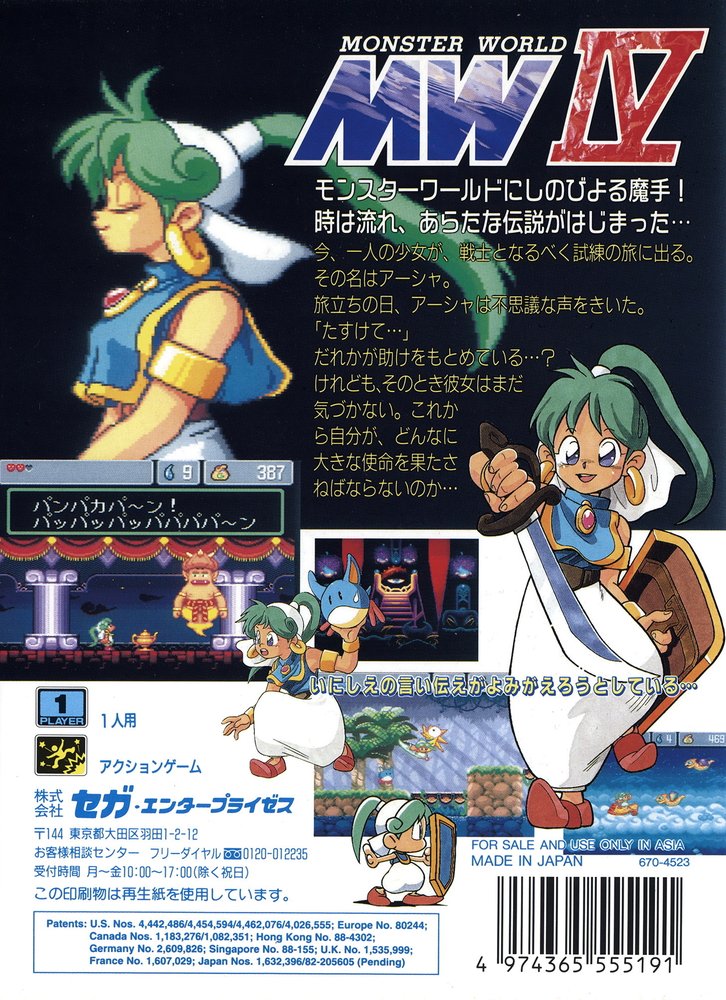 MONSTER WORLD
MW IV
モンスターワールドにしのびよる魔手！
時は流れ、あらたな伝説がはじまった…
今、一人の少女が、戦士となるべく試練の旅に出る。
その名はアーシャ。
旅立ちの日、アーシャは不思議な声をきいた。
「たすけて…」
だれかが助けをもとめている…？
けれども、そのとき彼女はまだ
気づかない。これか
ら自分が、どんなに
大きな使命を果たさ
ねばならないのか…
9 387
パンパカパ〜ン！
パッパッパッパパパパ〜ン
いにしえの言い伝えがよみがえろうとしている…
4 469
1
PLAYER
1人用
アクションゲーム
株式会社 セガ・エンタープライゼス
〒144 東京都大田区羽田1-2-12
お客様相談センター フリーダイヤル 0120-012235
受付時間 月〜金10:00〜17:00(除く祝日)
この印刷物は再生紙を使用しています。
FOR SALE AND USE ONLY IN ASIA
MADE IN JAPAN 670-4523
Patents: U.S. Nos. 4,442,486/4,454,594/4,462,076/4,026,555; Europe No. 80244;
Canada Nos. 1,183,276/1,082,351; Hong Kong No. 88-4302;
Germany No. 2,609,826; Singapore No. 88-155; U.K. No. 1,535,999;
France No. 1,607,029; Japan Nos. 1,632,396/82-205605 (Pending)
4 974365 555191